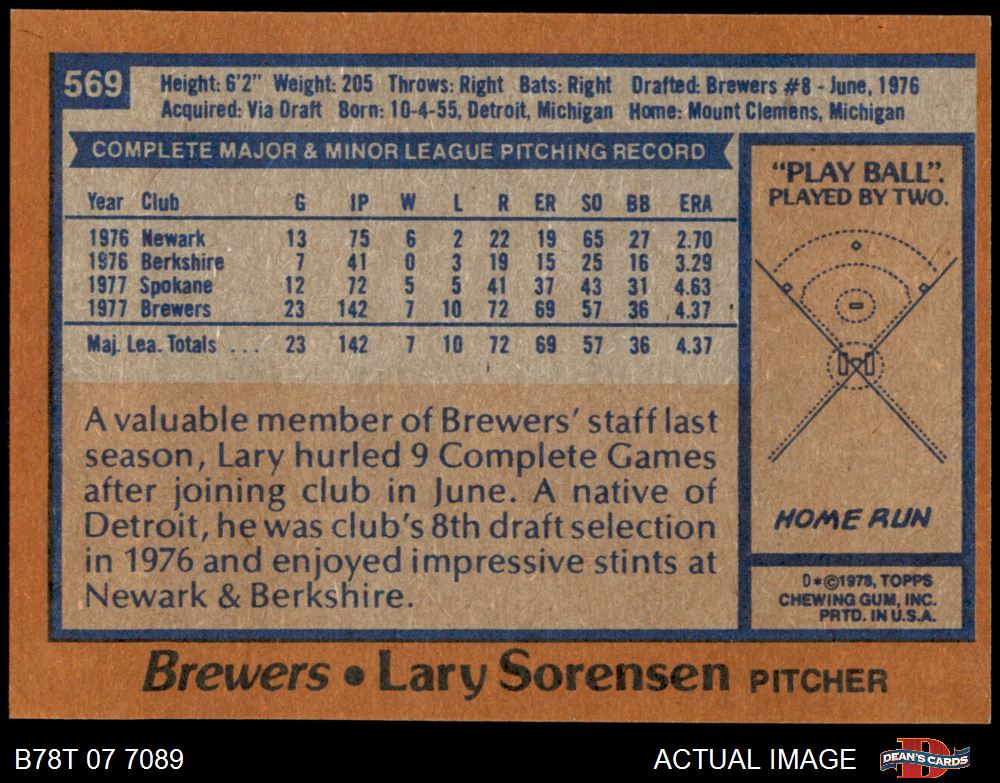 569
Height: 6'2" Weight: 205 Throws: Right Bats: Right Drafted: Brewers #8 - June, 1976
Acquired: Via Draft Born: 10-4-55, Detroit, Michigan Home: Mount Clemens, Michigan
COMPLETE MAJOR & MINOR LEAGUE PITCHING RECORD
Year Club G IP W L R ER SO BB ERA
1976 Newark 13 75 6 2 22 19 65 27 2.70
1976 Berkshire 7 41 0 3 19 15 25 16 3.29
1977 Spokane 12 72 5 5 41 37 43 31 4.63
1977 Brewers 23 142 7 10 72 69 57 36 4.37
Maj. Lea. Totals ... 23 142 7 10 72 69 57 36 4.37
A valuable member of Brewers' staff last
season, Lary hurled 9 Complete Games
after joining club in June. A native of
Detroit, he was club's 8th draft selection
in 1976 and enjoyed impressive stints at
Newark & Berkshire.
"PLAY BALL".
PLAYED BY TWO.
HOME RUN
D*©1978, TOPPS
CHEWING GUM, INC.
PRTD. IN U.S.A.
Brewers • Lary Sorensen PITCHER
B78T 07 7089
ACTUAL IMAGE
D
DEAN'S CARDS